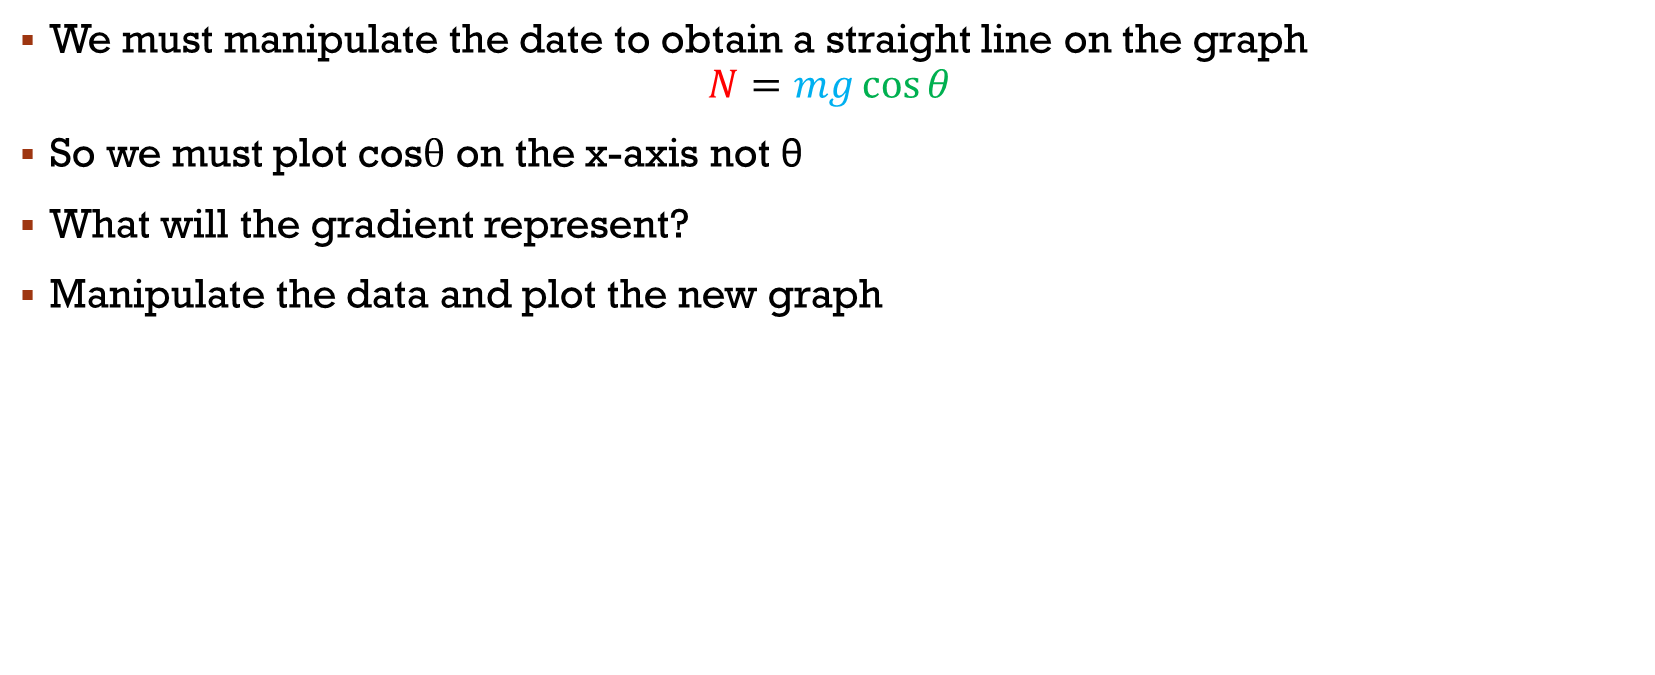 ▪ We must manipulate the date to obtain a straight line on the graph
N = mg cos θ
▪ So we must plot cosθ on the x-axis not θ
▪ What will the gradient represent?
▪ Manipulate the data and plot the new graph